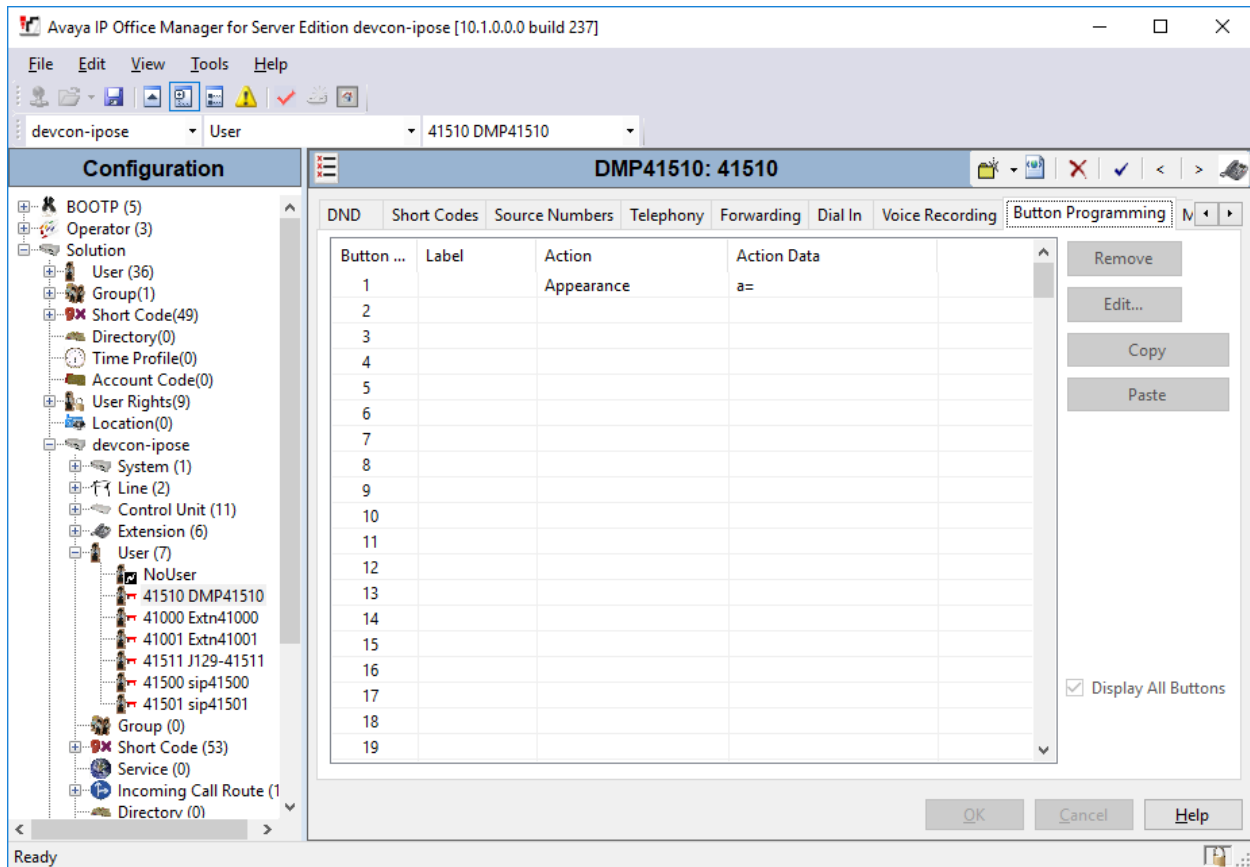 Avaya IP Office Manager for Server Edition devcon-ipose [10.1.0.0.0 build 237]
File Edit View Tools Help
devcon-ipose User 41510 DMP41510
Configuration
BOOTP (5)
Operator (3)
Solution
User (36)
Group(1)
Short Code(49)
Directory(0)
Time Profile(0)
Account Code(0)
User Rights(9)
Location(0)
devcon-ipose
System (1)
Line (2)
Control Unit (11)
Extension (6)
User (7)
NoUser
41510 DMP41510
41000 Extn41000
41001 Extn41001
41511 J129-41511
41500 sip41500
41501 sip41501
Group (0)
Short Code (53)
Service (0)
Incoming Call Route (1
Directory (0)
DMP41510: 41510
DND Short Codes Source Numbers Telephony Forwarding Dial In Voice Recording Button Programming M
Button ... Label Action Action Data
1 Appearance a=
2
3
4
5
6
7
8
9
10
11
12
13
14
15
16
17
18
19
Remove
Edit...
Copy
Paste
Display All Buttons
OK Cancel Help
Ready